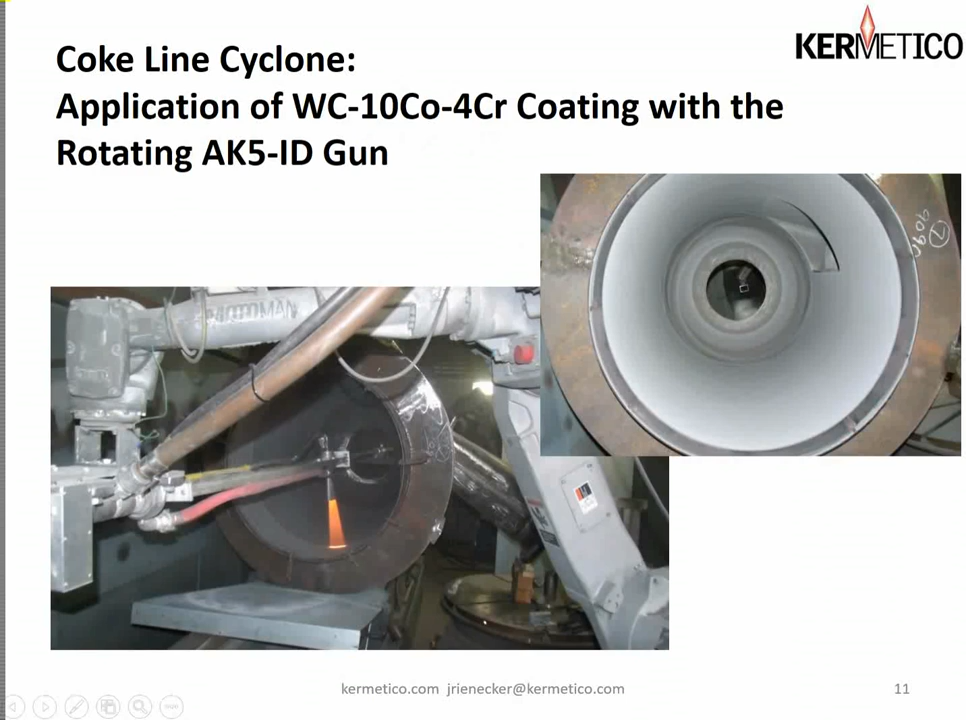 KERMETICO
Coke Line Cyclone:
Application of WC-10Co-4Cr Coating with the
Rotating AK5-ID Gun
MOTOMAN
kermetico.com jrienecker@kermetico.com
11